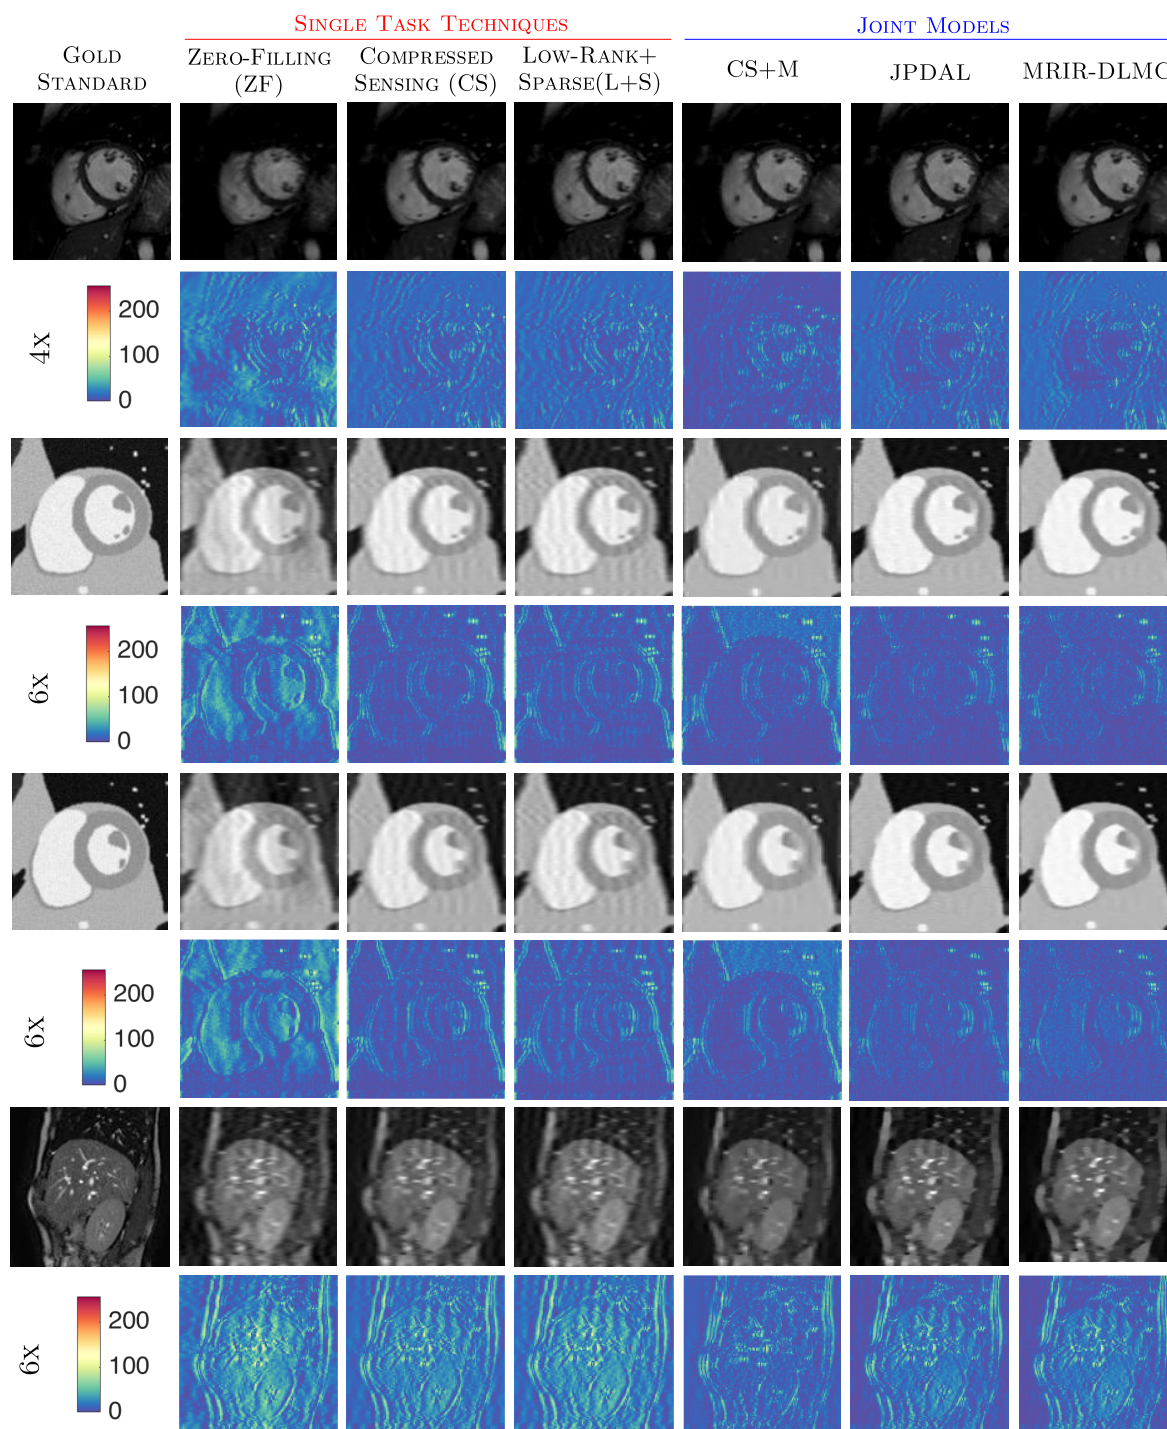 SINGLE TASK TECHNIQUES
JOINT MODELS
GOLD
STANDARD
ZERO-FILLING
(ZF)
COMPRESSED
SENSING (CS)
LOW-RANK+
SPARSE(L+S)
CS+M
JPDAL
MRIR-DLMC
4x
200
100
0
6x
200
100
0
6x
200
100
0
6x
200
100
0